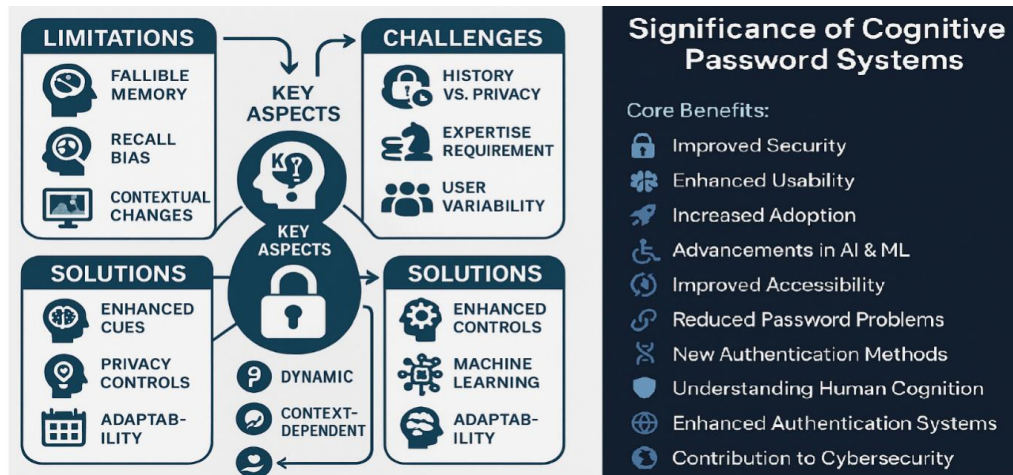 LIMITATIONS
FALLIBLE
MEMORY
RECALL
BIAS
CONTEXTUAL
CHANGES
KEY
ASPECTS
K ?
CHALLENGES
HISTORY
VS. PRIVACY
EXPERTISE
REQUIREMENT
USER
VARIABILITY
KEY
ASPECTS
SOLUTIONS
ENHANCED
CUES
PRIVACY
CONTROLS
ADAPTAB-
ILITY
DYNAMIC
CONTEXT-
DEPENDENT
SOLUTIONS
ENHANCED
CONTROLS
MACHINE
LEARNING
ADAPTAB-
ILITY
Significance of Cognitive
Password Systems
Core Benefits:
Improved Security
Enhanced Usability
Increased Adoption
Advancements in AI & ML
Improved Accessibility
Reduced Password Problems
New Authentication Methods
Understanding Human Cognition
Enhanced Authentication Systems
Contribution to Cybersecurity